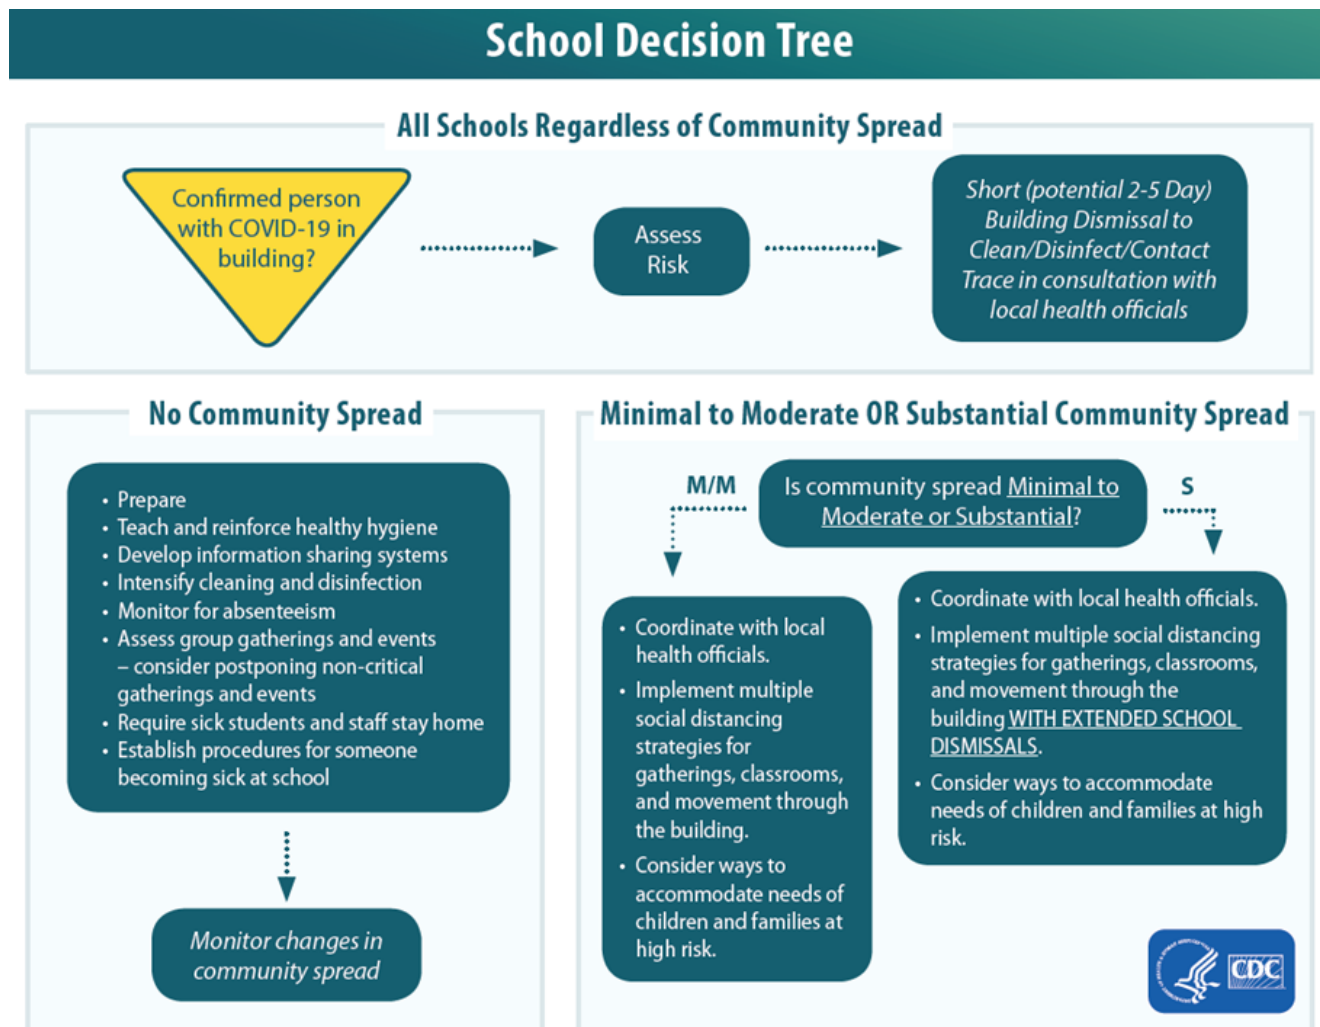 School Decision Tree
All Schools Regardless of Community Spread
Confirmed person
with COVID-19 in
building?
Assess
Risk
Short (potential 2-5 Day)
Building Dismissal to
Clean/Disinfect/Contact
Trace in consultation with
local health officials
No Community Spread
• Prepare
• Teach and reinforce healthy hygiene
• Develop information sharing systems
• Intensify cleaning and disinfection
• Monitor for absenteeism
• Assess group gatherings and events
– consider postponing non-critical
gatherings and events
• Require sick students and staff stay home
• Establish procedures for someone
becoming sick at school
Monitor changes in
community spread
Minimal to Moderate OR Substantial Community Spread
M/M
Is community spread Minimal to
Moderate or Substantial?
S
• Coordinate with local
health officials.
• Implement multiple
social distancing
strategies for
gatherings, classrooms,
and movement through
the building.
• Consider ways to
accommodate needs of
children and families at
high risk.
• Coordinate with local health officials.
• Implement multiple social distancing
strategies for gatherings, classrooms,
and movement through the
building WITH EXTENDED SCHOOL
DISMISSALS.
• Consider ways to accommodate
needs of children and families at high
risk.
CDC